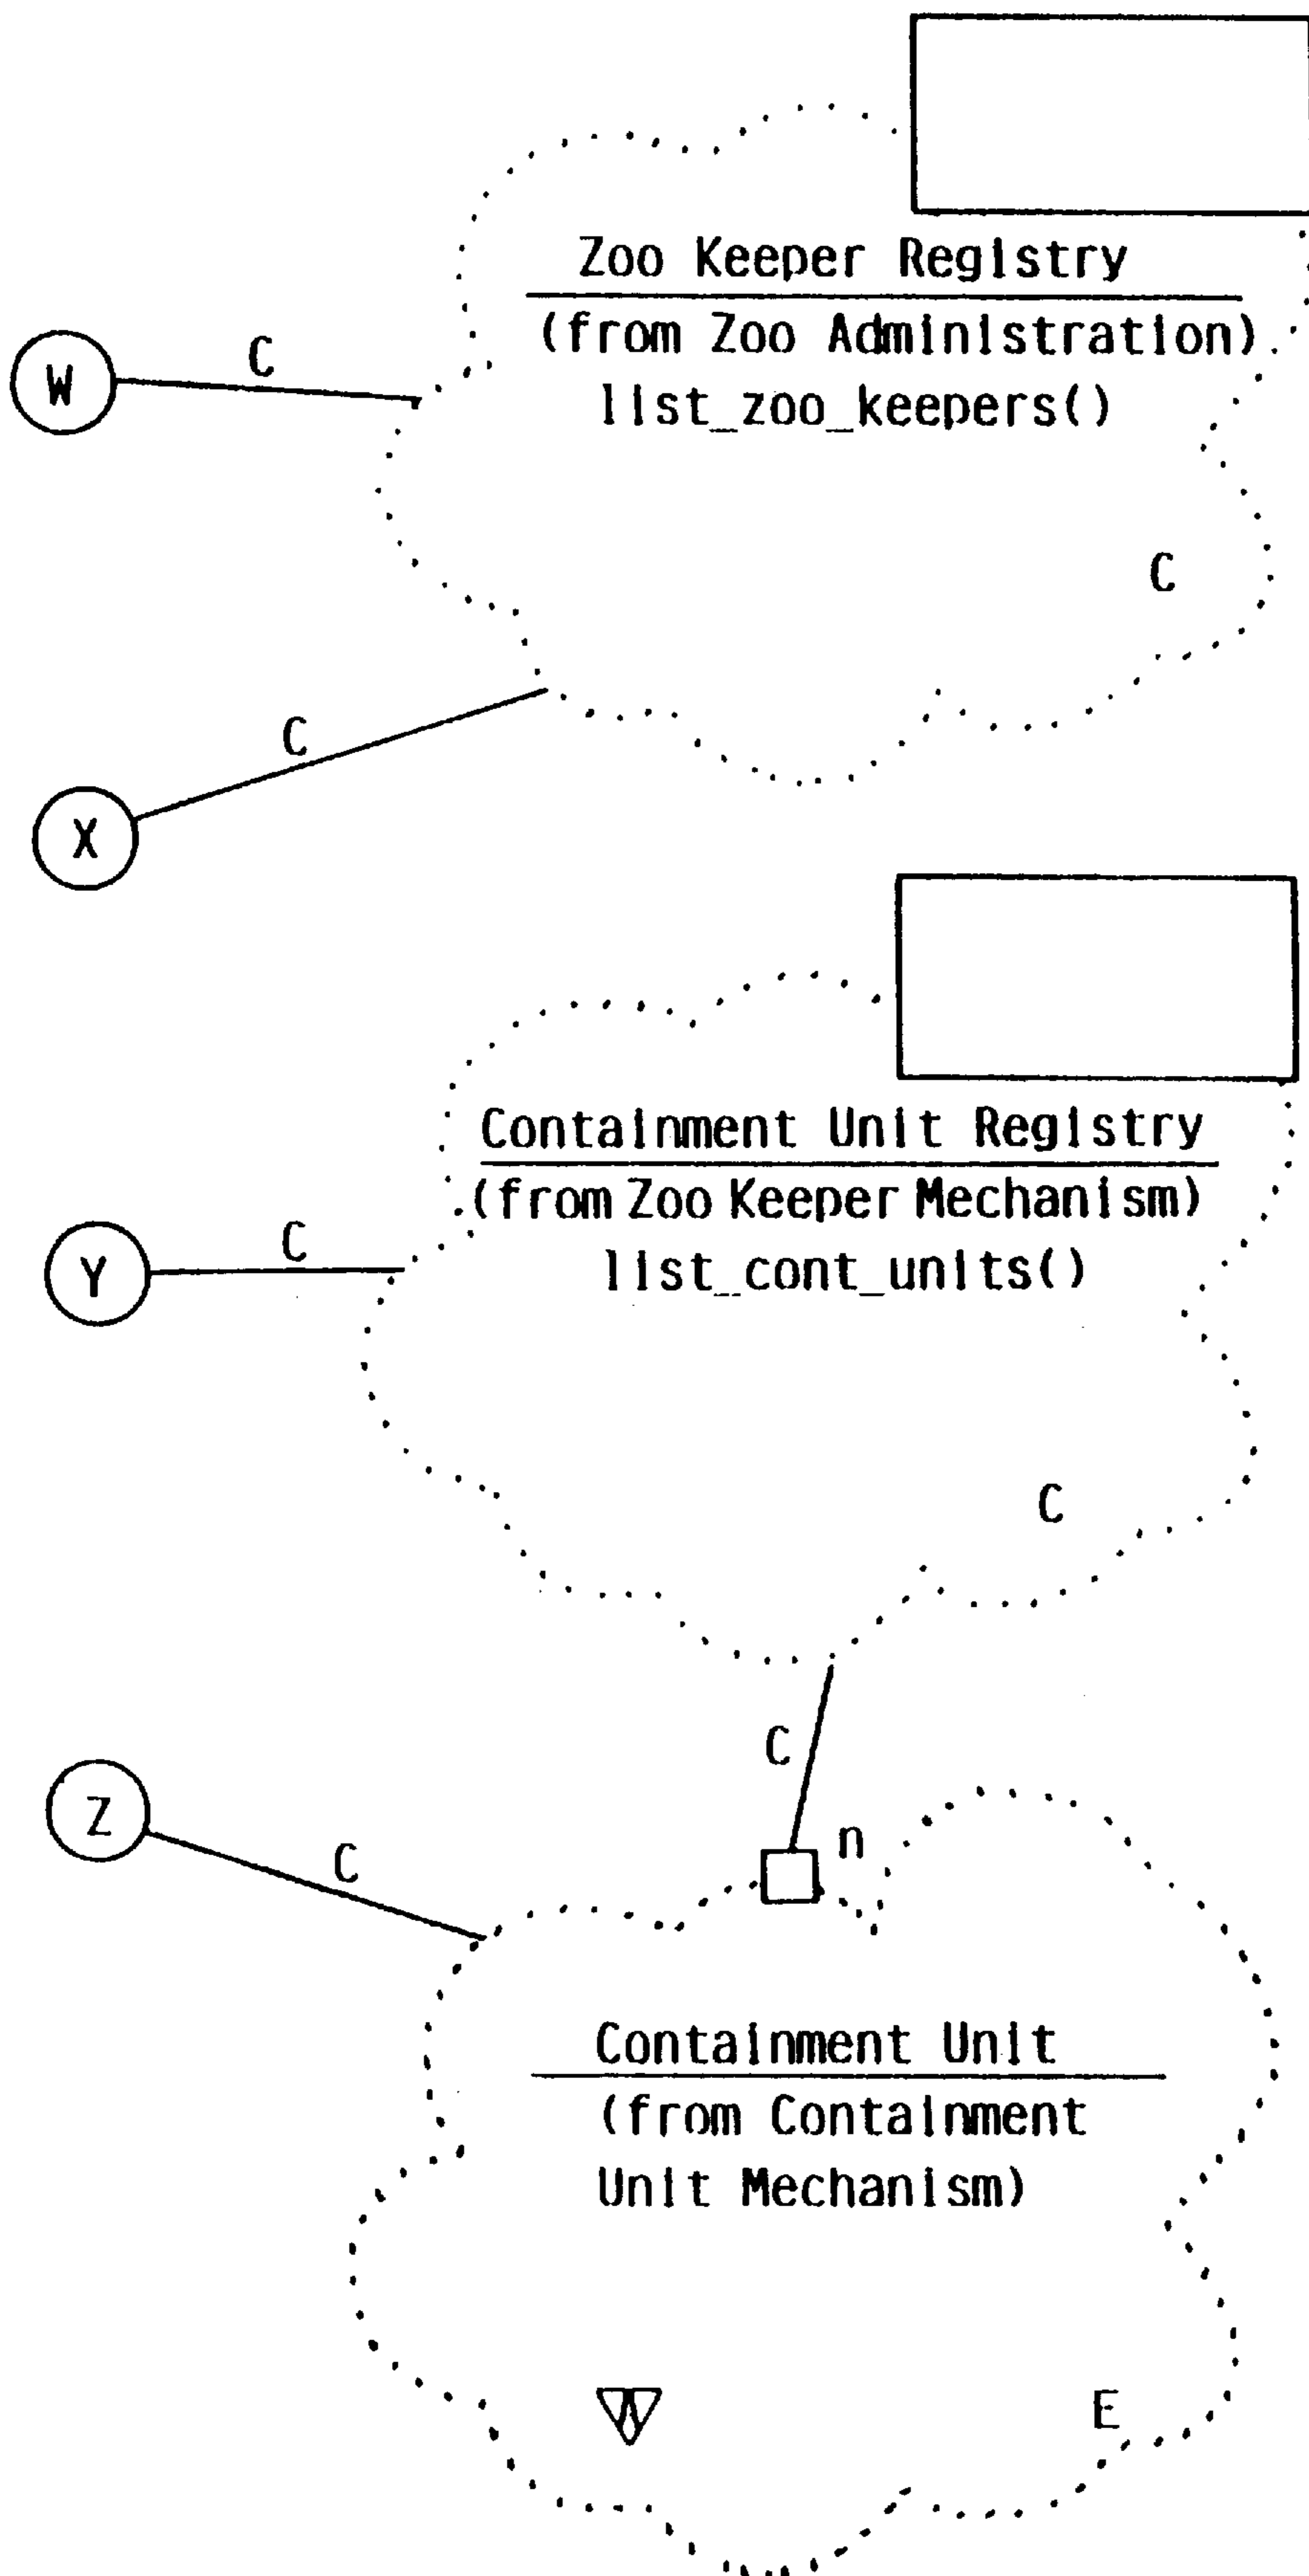 Zoo Keeper Registry
(from Zoo Administration)
list_zoo_keepers()
W
C
C
C
X
Containment Unit Registry
(from Zoo Keeper Mechanism)
list_cont_units()
Y
C
C
C
n
Z
C
Containment Unit
(from Containment
Unit Mechanism)
A
E